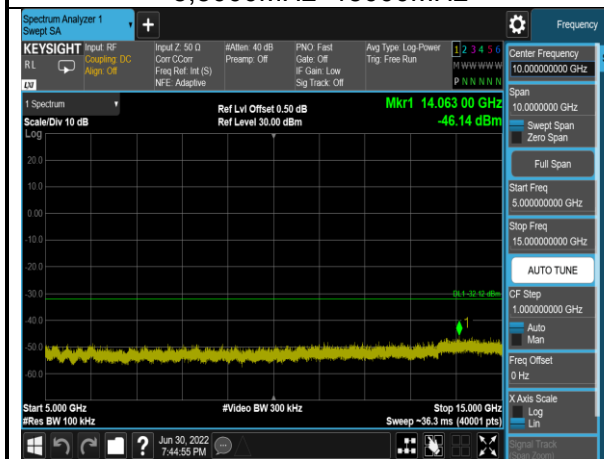 Spectrum Analyzer 1
Swept SA
+
Frequency
KEYSIGHT
RL
Input: RF
Coupling: DC
Align: Off
Input Z: 50 Ω
Corr CCorr
Freq Ref: Int (S)
NFE: Adaptive
#Atten: 40 dB
Preamp: Off
PNO: Fast
Gate: Off
IF Gain: Low
Sig Track: Off
Avg Type: Log-Power
Trig: Free Run
1 2 3 4 5 6
M W W W W W
P N N N N N
1 Spectrum
Scale/Div 10 dB
Log
Ref Lvl Offset 0.50 dB
Ref Level 30.00 dBm
Mkr1 14.063 00 GHz
-46.14 dBm
20.0
10.0
0.00
-10.0
-20.0
-30.0
-40.0
-50.0
-60.0
DL1 -32.12 dBm
1
Start 5.000 GHz
#Res BW 100 kHz
#Video BW 300 kHz
Stop 15.000 GHz
Sweep ~36.3 ms (40001 pts)
Center Frequency
10.000000000 GHz
Span
10.0000000 GHz
Swept Span
Zero Span
Full Span
Start Freq
5.000000000 GHz
Stop Freq
15.000000000 GHz
AUTO TUNE
CF Step
1.000000000 GHz
Auto
Man
Freq Offset
0 Hz
X Axis Scale
Log
Lin
Signal Track
(Span Zoom)
?
Jun 30, 2022
7:44:55 PM